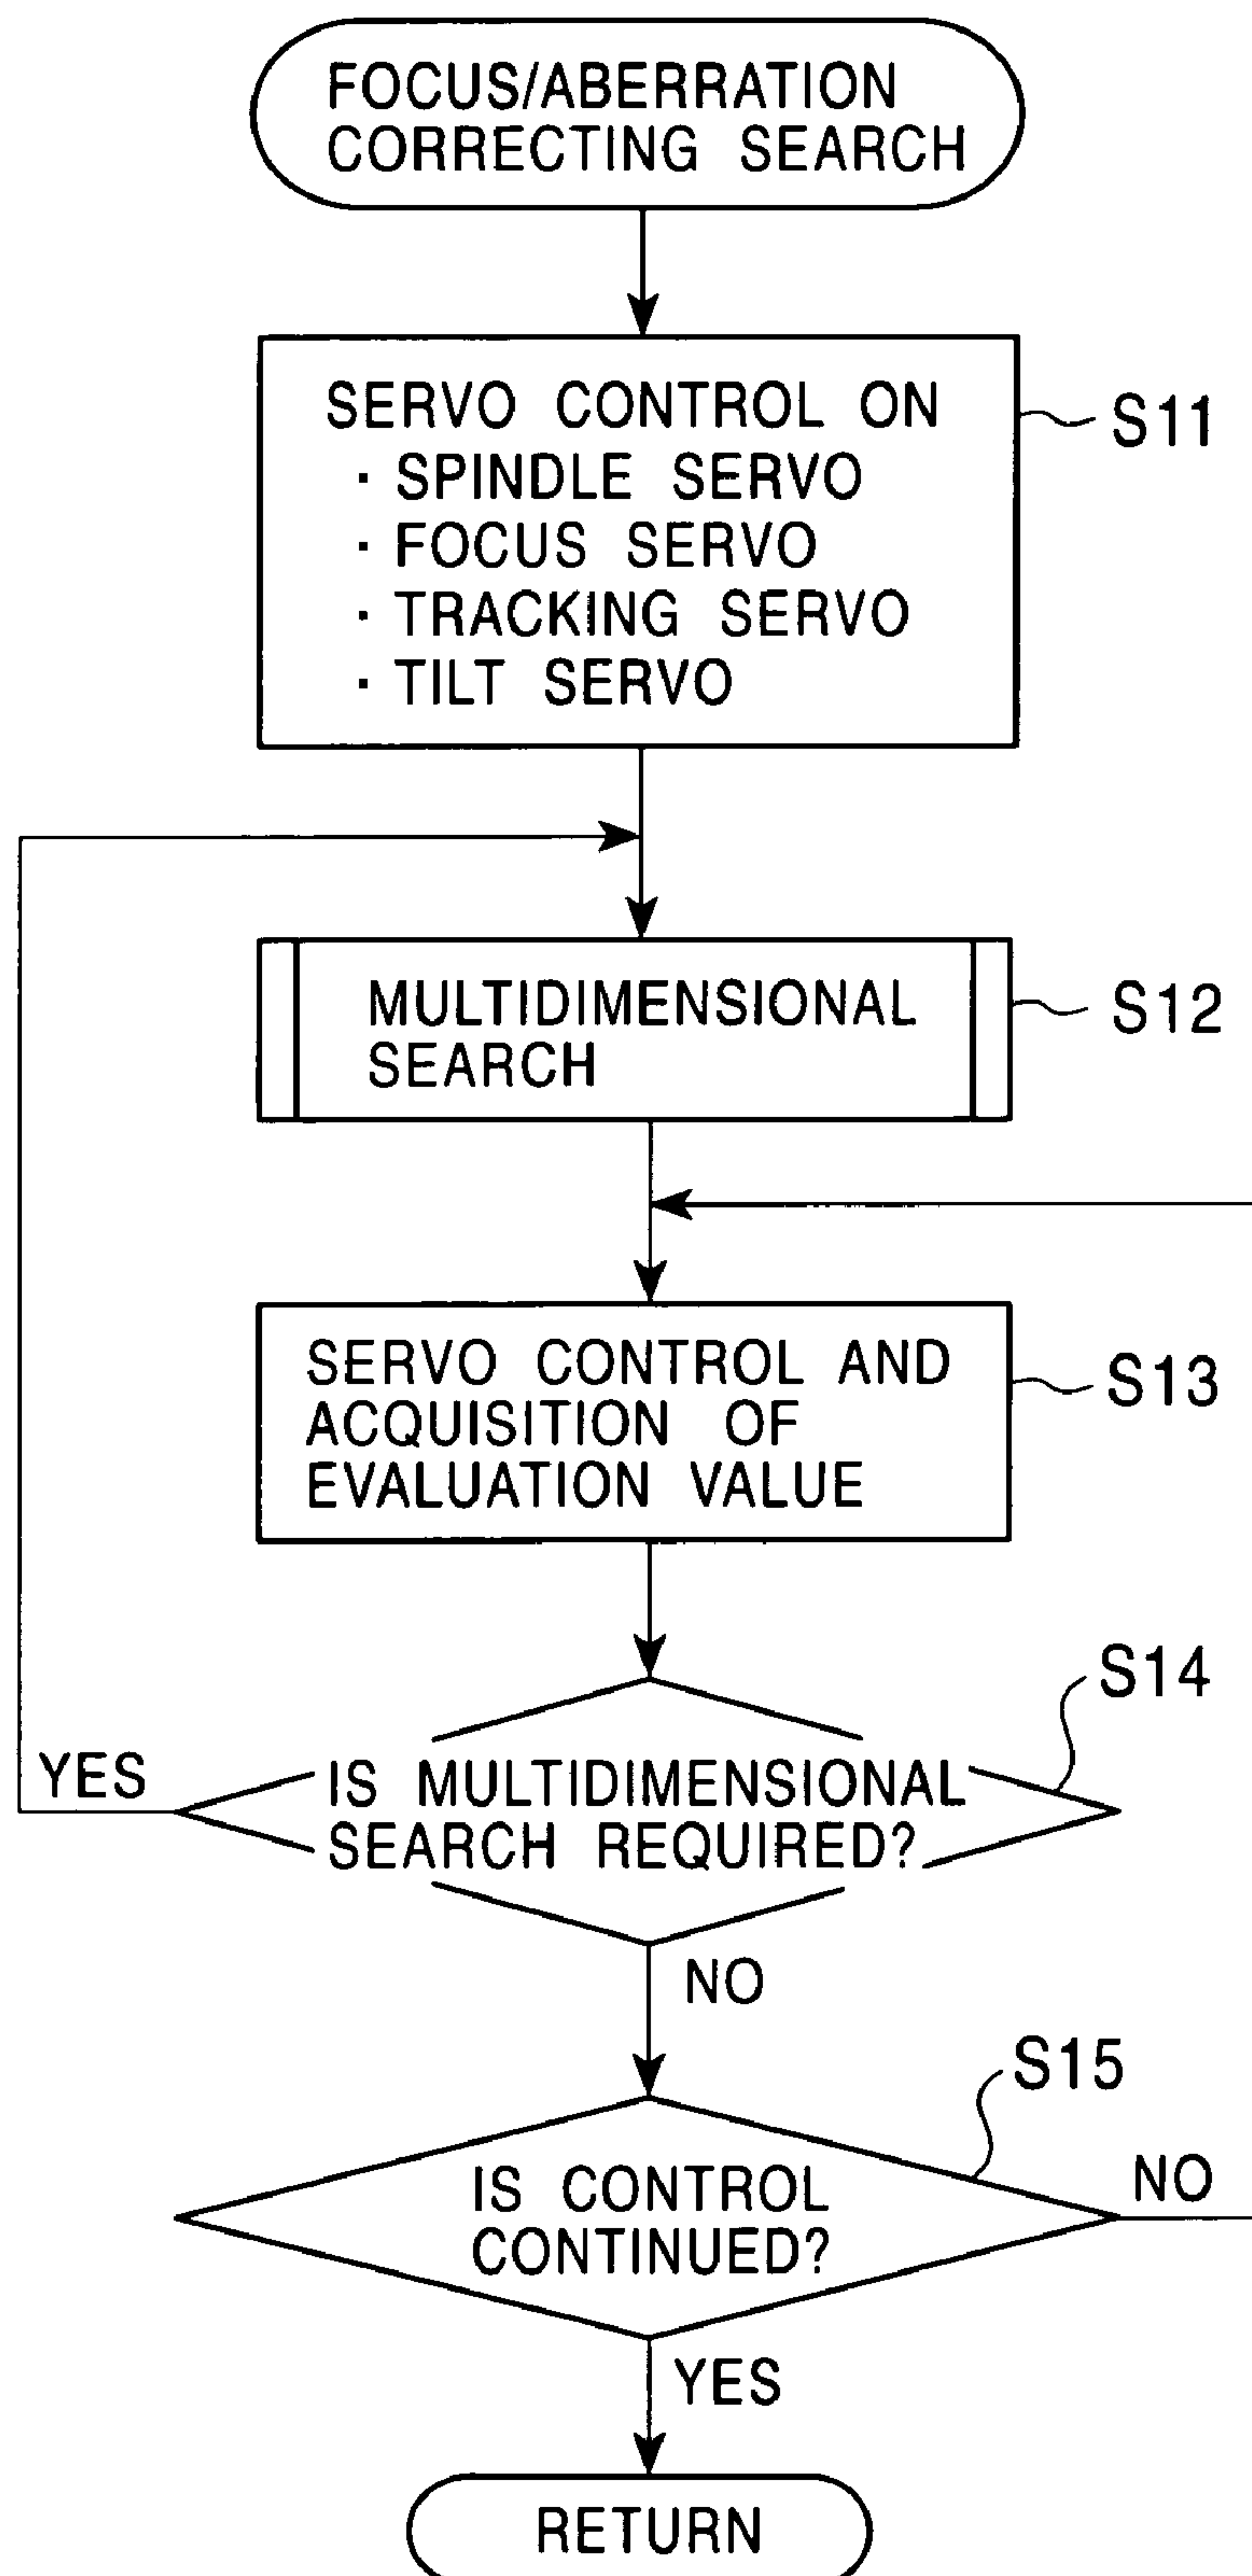 FOCUS/ABERRATION
CORRECTING SEARCH
SERVO CONTROL ON
· SPINDLE SERVO
· FOCUS SERVO
· TRACKING SERVO
· TILT SERVO
S11
MULTIDIMENSIONAL
SEARCH
S12
SERVO CONTROL AND
ACQUISITION OF
EVALUATION VALUE
S13
S14
YES
IS MULTIDIMENSIONAL
SEARCH REQUIRED?
NO
S15
IS CONTROL
CONTINUED?
NO
YES
RETURN